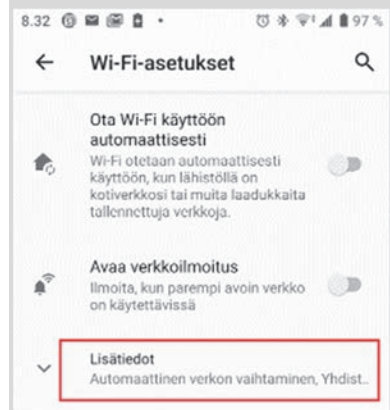 8.32 97 %
Wi-Fi-asetukset
Ota Wi-Fi käyttöön
automaattisesti
Wi-Fi otetaan automaattisesti
käyttöön, kun lähistöllä on
kotiverkkosi tai muita laadukkaita
tallennettuja verkkoja.
Avaa verkkoilmoitus
Ilmoita, kun parempi avoin verkko
on käytettävissä
Lisätiedot
Automaattinen verkon vaihtaminen, Yhdist..